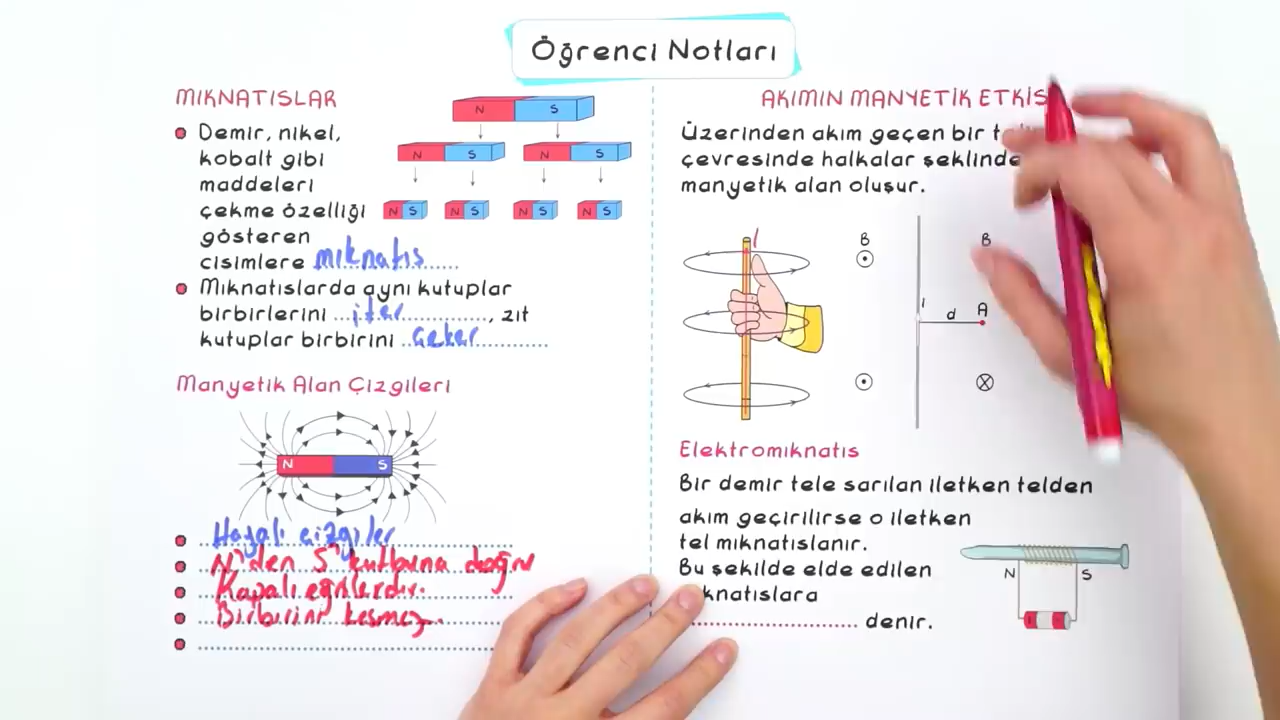 Öğrenci Notları
MIKNATISLAR
Demir, nikel,
kobalt gibi
maddeleri
çekme özelliği
gösteren
cisimlere mıknatıs
N S
N S N S
N S N S N S N S
Mıknatıslarda aynı kutuplar
birbirlerini iter, zıt
kutuplar birbirini çeker
Manyetik Alan Çizgileri
N S
Hayali çizgiler
N'den S kutbuna doğru
Kapalı eğrilerdir.
Birbirini kesmez.
AKIMIN MANYETİK ETKİS
Üzerinden akım geçen bir
çevresinde halkalar şeklinde
manyetik alan oluşur.
I
B B
I d A
Elektromıknatıs
Bir demir tele sarılan iletken telden
akım geçirilirse o iletken
tel mıknatıslanır.
Bu şekilde elde edilen
knatıslara
denir.
N S